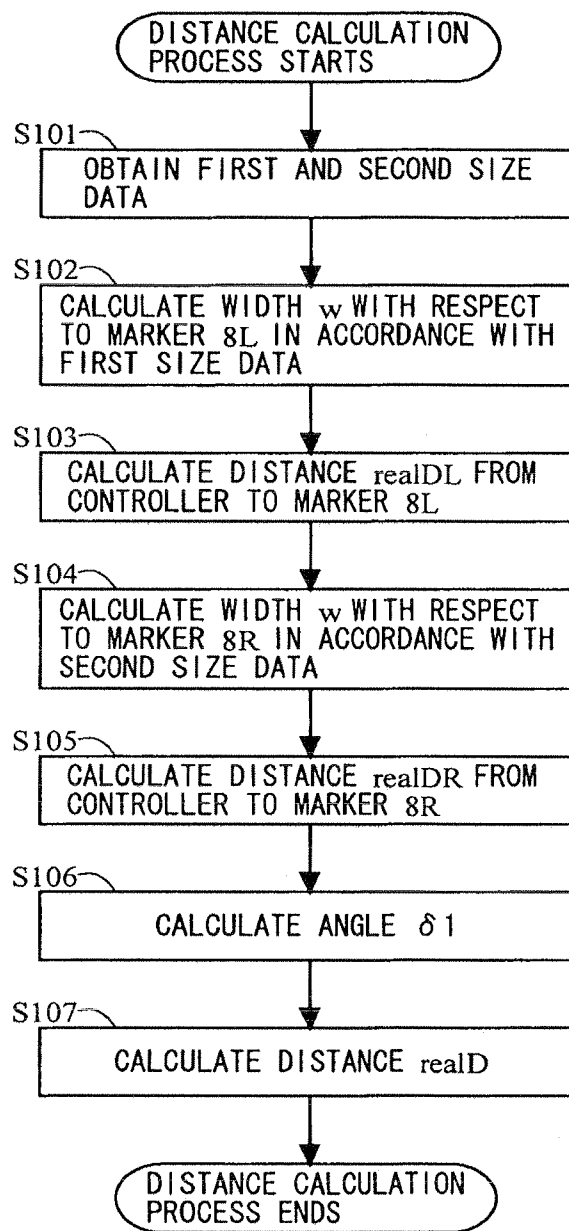 DISTANCE CALCULATION
PROCESS STARTS
S101
OBTAIN FIRST AND SECOND SIZE
DATA
S102
CALCULATE WIDTH w WITH RESPECT
TO MARKER 8L IN ACCORDANCE WITH
FIRST SIZE DATA
S103
CALCULATE DISTANCE realDL FROM
CONTROLLER TO MARKER 8L
S104
CALCULATE WIDTH w WITH RESPECT
TO MARKER 8R IN ACCORDANCE WITH
SECOND SIZE DATA
S105
CALCULATE DISTANCE realDR FROM
CONTROLLER TO MARKER 8R
S106
CALCULATE ANGLE δ1
S107
CALCULATE DISTANCE realD
DISTANCE CALCULATION
PROCESS ENDS